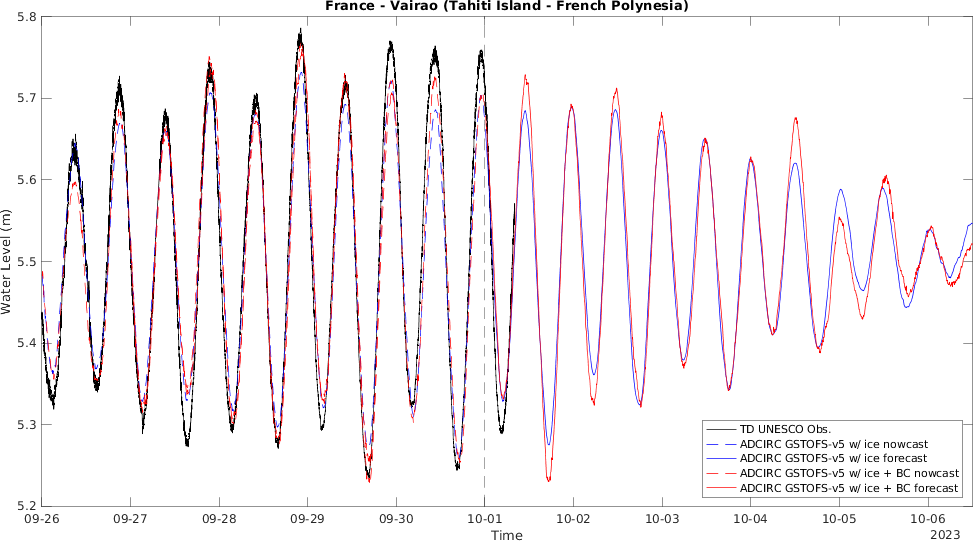 France - Vairao (Tahiti Island - French Polynesia)
5.8
5.7
5.6
5.5
5.4
5.3
5.2
Water Level (m)
TD UNESCO Obs.
ADCIRC GSTOFS-v5 w/ ice nowcast
ADCIRC GSTOFS-v5 w/ ice forecast
ADCIRC GSTOFS-v5 w/ ice + BC nowcast
ADCIRC GSTOFS-v5 w/ ice + BC forecast
09-26 09-27 09-28 09-29 09-30 10-01 10-02 10-03 10-04 10-05 10-06
Time 2023